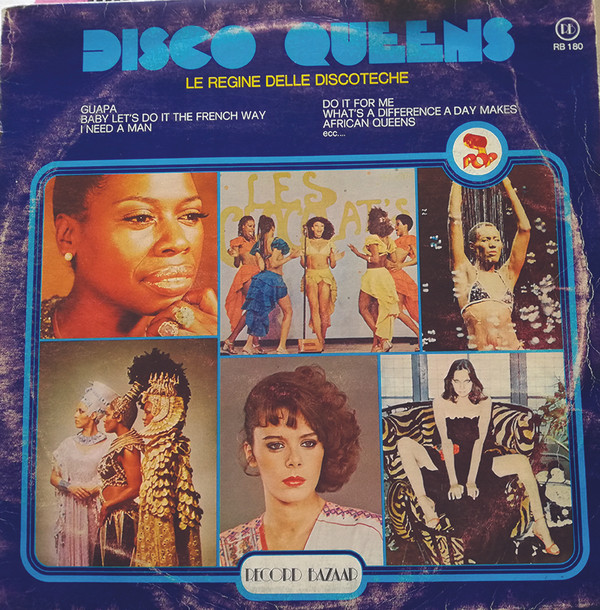 DISCO QUEENS
RB
RB 180
LE REGINE DELLE DISCOTECHE
GUAPA
BABY LET'S DO IT THE FRENCH WAY
I NEED A MAN
DO IT FOR ME
WHAT'S A DIFFERENCE A DAY MAKES
AFRICAN QUEENS
ecc....
POP
LES
RECORD BAZAAR